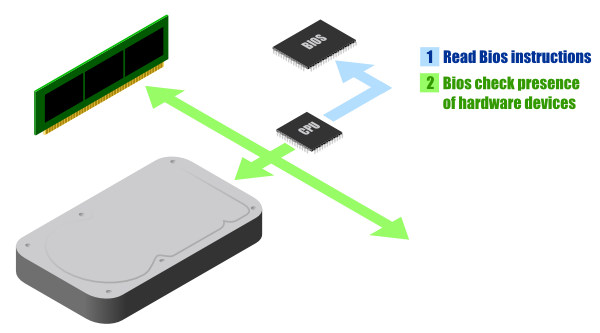 BIOS
CPU
1 Read Bios instructions
2 Bios check presence
of hardware devices